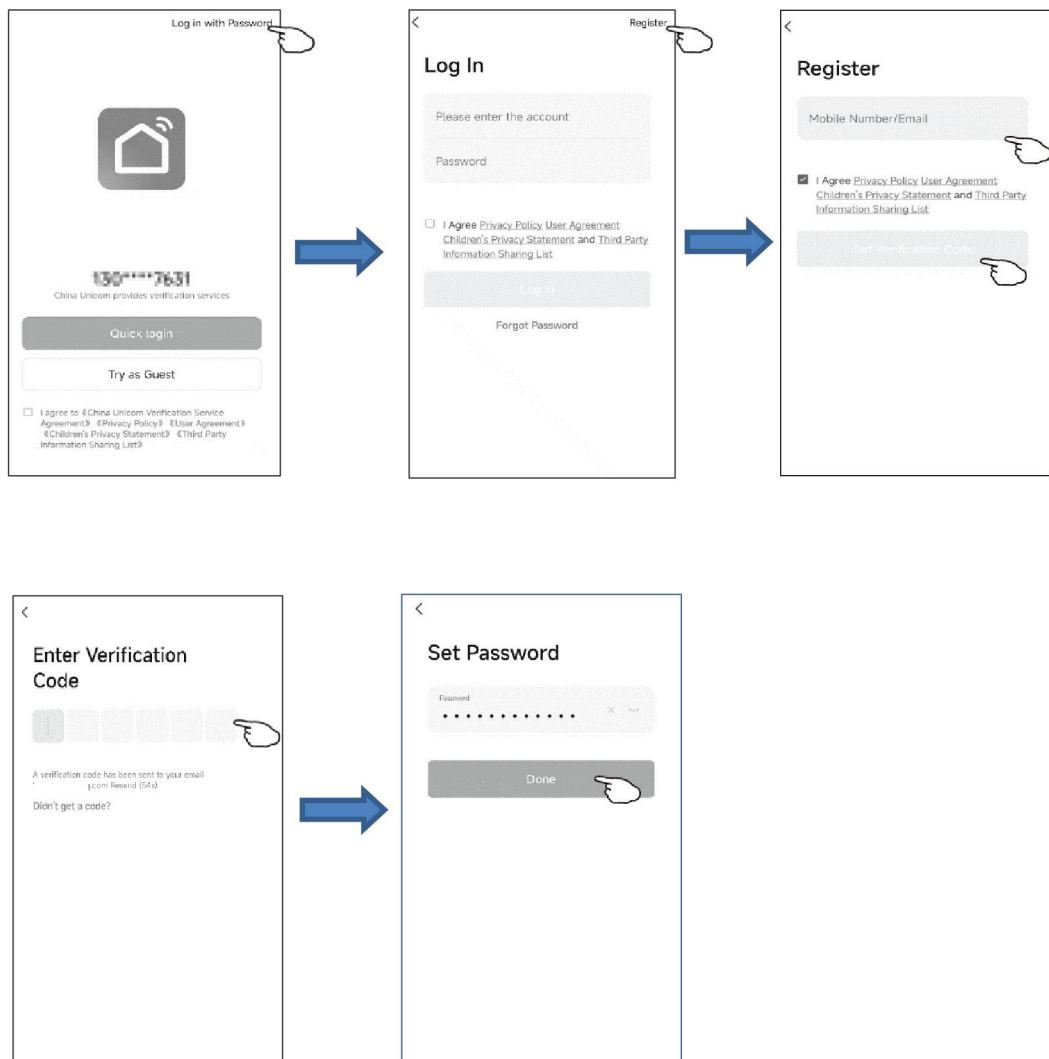 Log in with Password
130****7631
China Unicom provides verification services
Quick login
Try as Guest
I agree to 《China Unicom Verification Service
Agreement》 《Privacy Policy》 《User Agreement》
《Children's Privacy Statement》 《Third Party
Information Sharing List》
Register
Log In
Please enter the account
Password
I Agree Privacy Policy User Agreement
Children's Privacy Statement and Third Party
Information Sharing List
Log In
Forgot Password
Register
Mobile Number/Email
I Agree Privacy Policy User Agreement
Children's Privacy Statement and Third Party
Information Sharing List
Get Verification Code
Enter Verification
Code
A verification code has been sent to your email
.com Resend (54s)
Didn't get a code?
Set Password
Password
Done